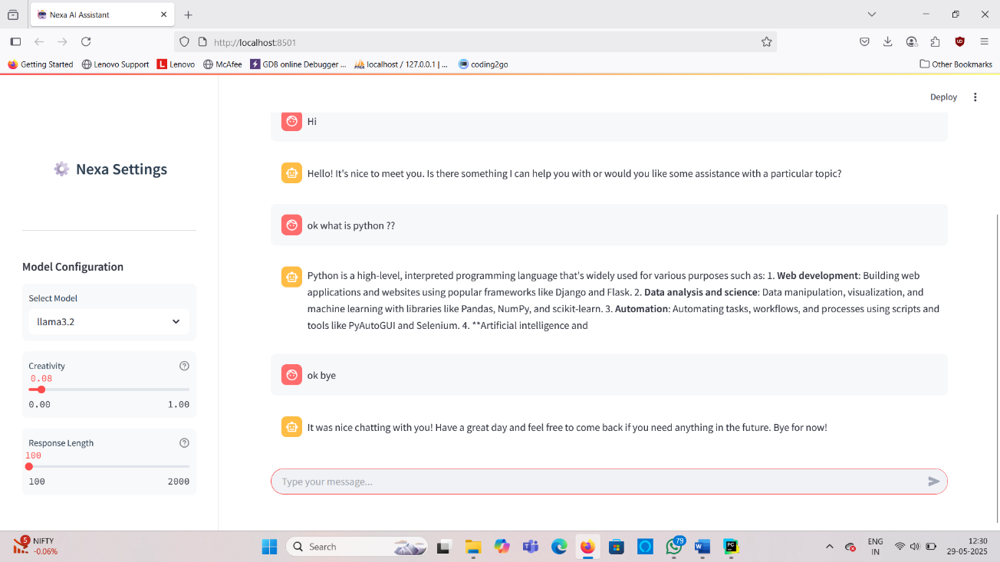 Nexa AI Assistant
http://localhost:8501
Getting Started
Lenovo Support
L Lenovo
McAfee
GDB online Debugger ...
localhost / 127.0.0.1 | ...
coding2go
Other Bookmarks
Deploy
Nexa Settings
Model Configuration
Select Model
llama3.2
Creativity
0.08
0.00 1.00
Response Length
100
100 2000
Hi
Hello! It's nice to meet you. Is there something I can help you with or would you like some assistance with a particular topic?
ok what is python ??
Python is a high-level, interpreted programming language that's widely used for various purposes such as: 1. Web development: Building web
applications and websites using popular frameworks like Django and Flask. 2. Data analysis and science: Data manipulation, visualization, and
machine learning with libraries like Pandas, NumPy, and scikit-learn. 3. Automation: Automating tasks, workflows, and processes using scripts and
tools like PyAutoGUI and Selenium. 4. **Artificial intelligence and
ok bye
It was nice chatting with you! Have a great day and feel free to come back if you need anything in the future. Bye for now!
Type your message...
5
NIFTY
-0.06%
Search
79
W
PC
ENG
IN
12:30
29-05-2025